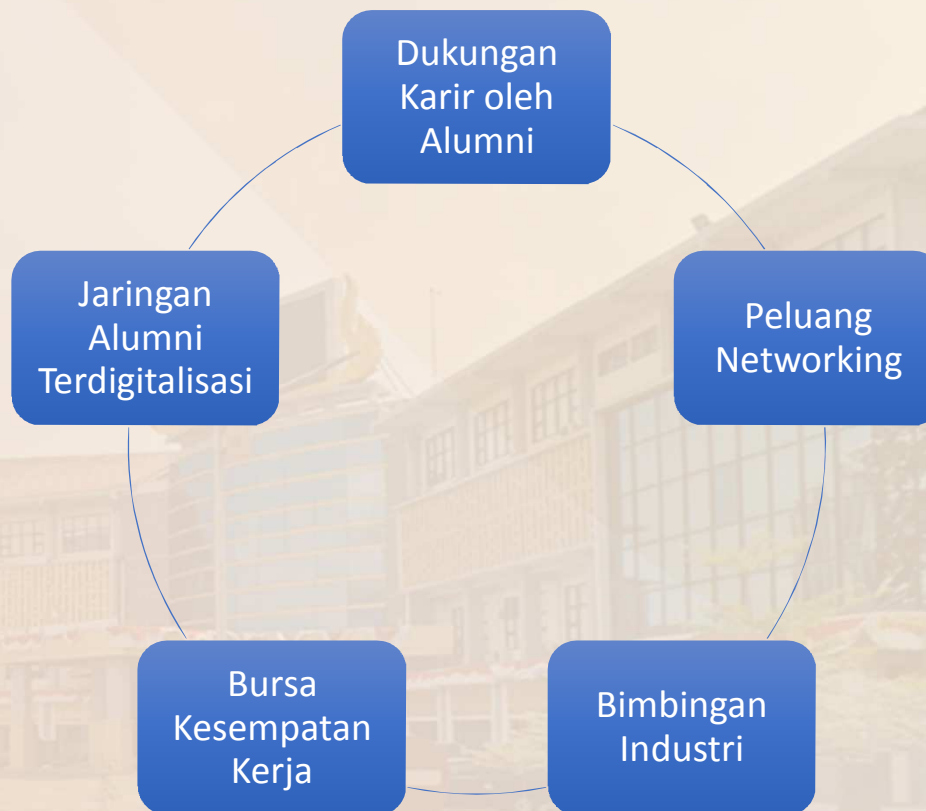 Dukungan
Karir oleh
Alumni
Peluang
Networking
Bimbingan
Industri
Bursa
Kesempatan
Kerja
Jaringan
Alumni
Terdigitalisasi